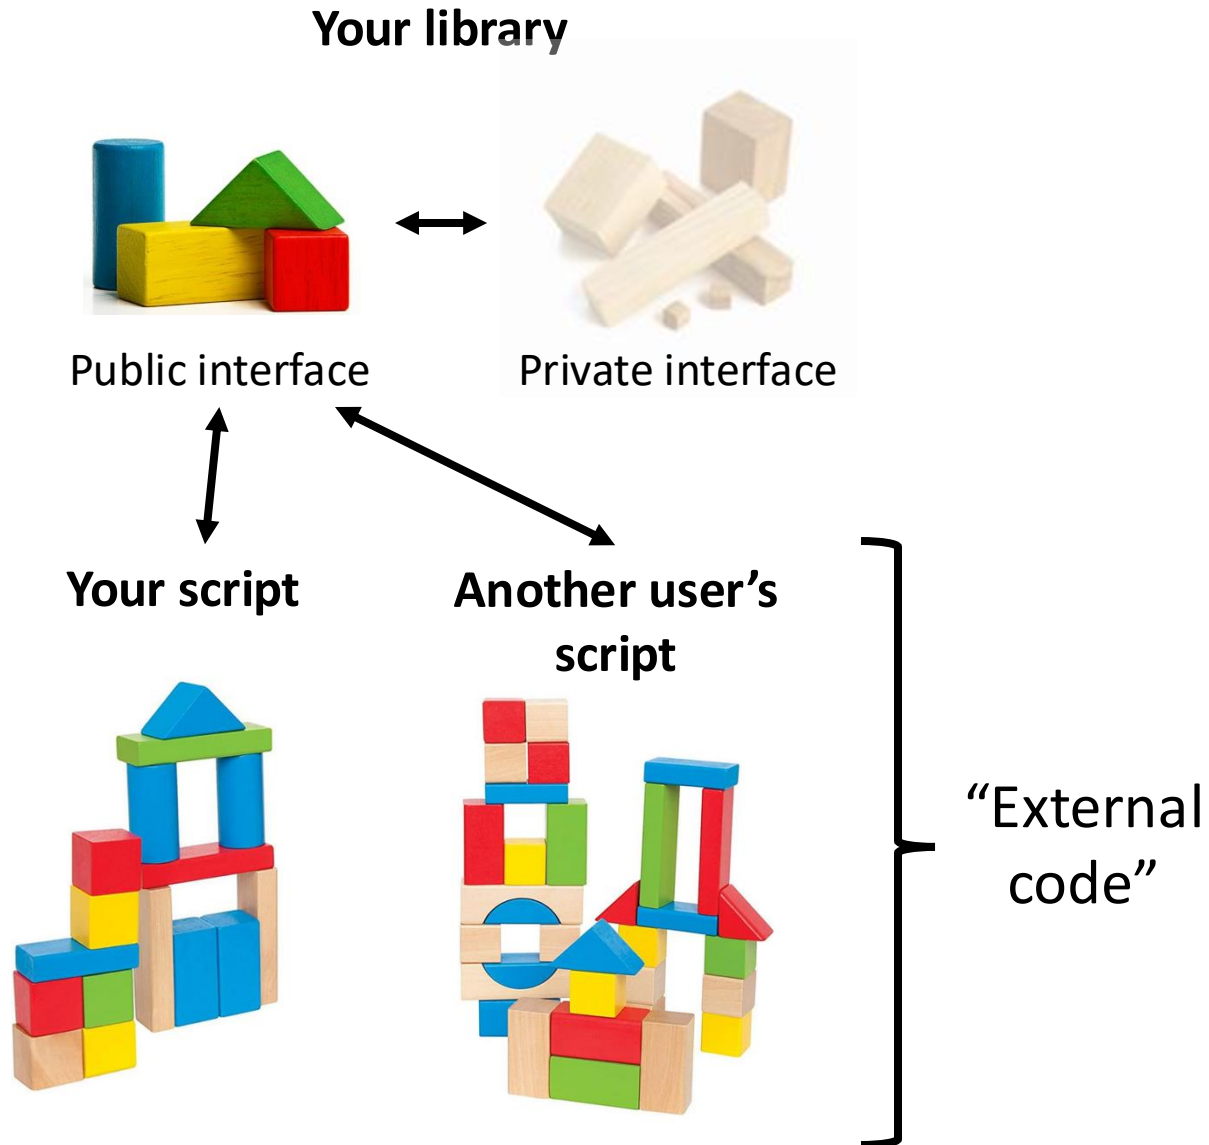 Your library
Public interface
Private interface
Your script
Another user’s
script
“External
code”